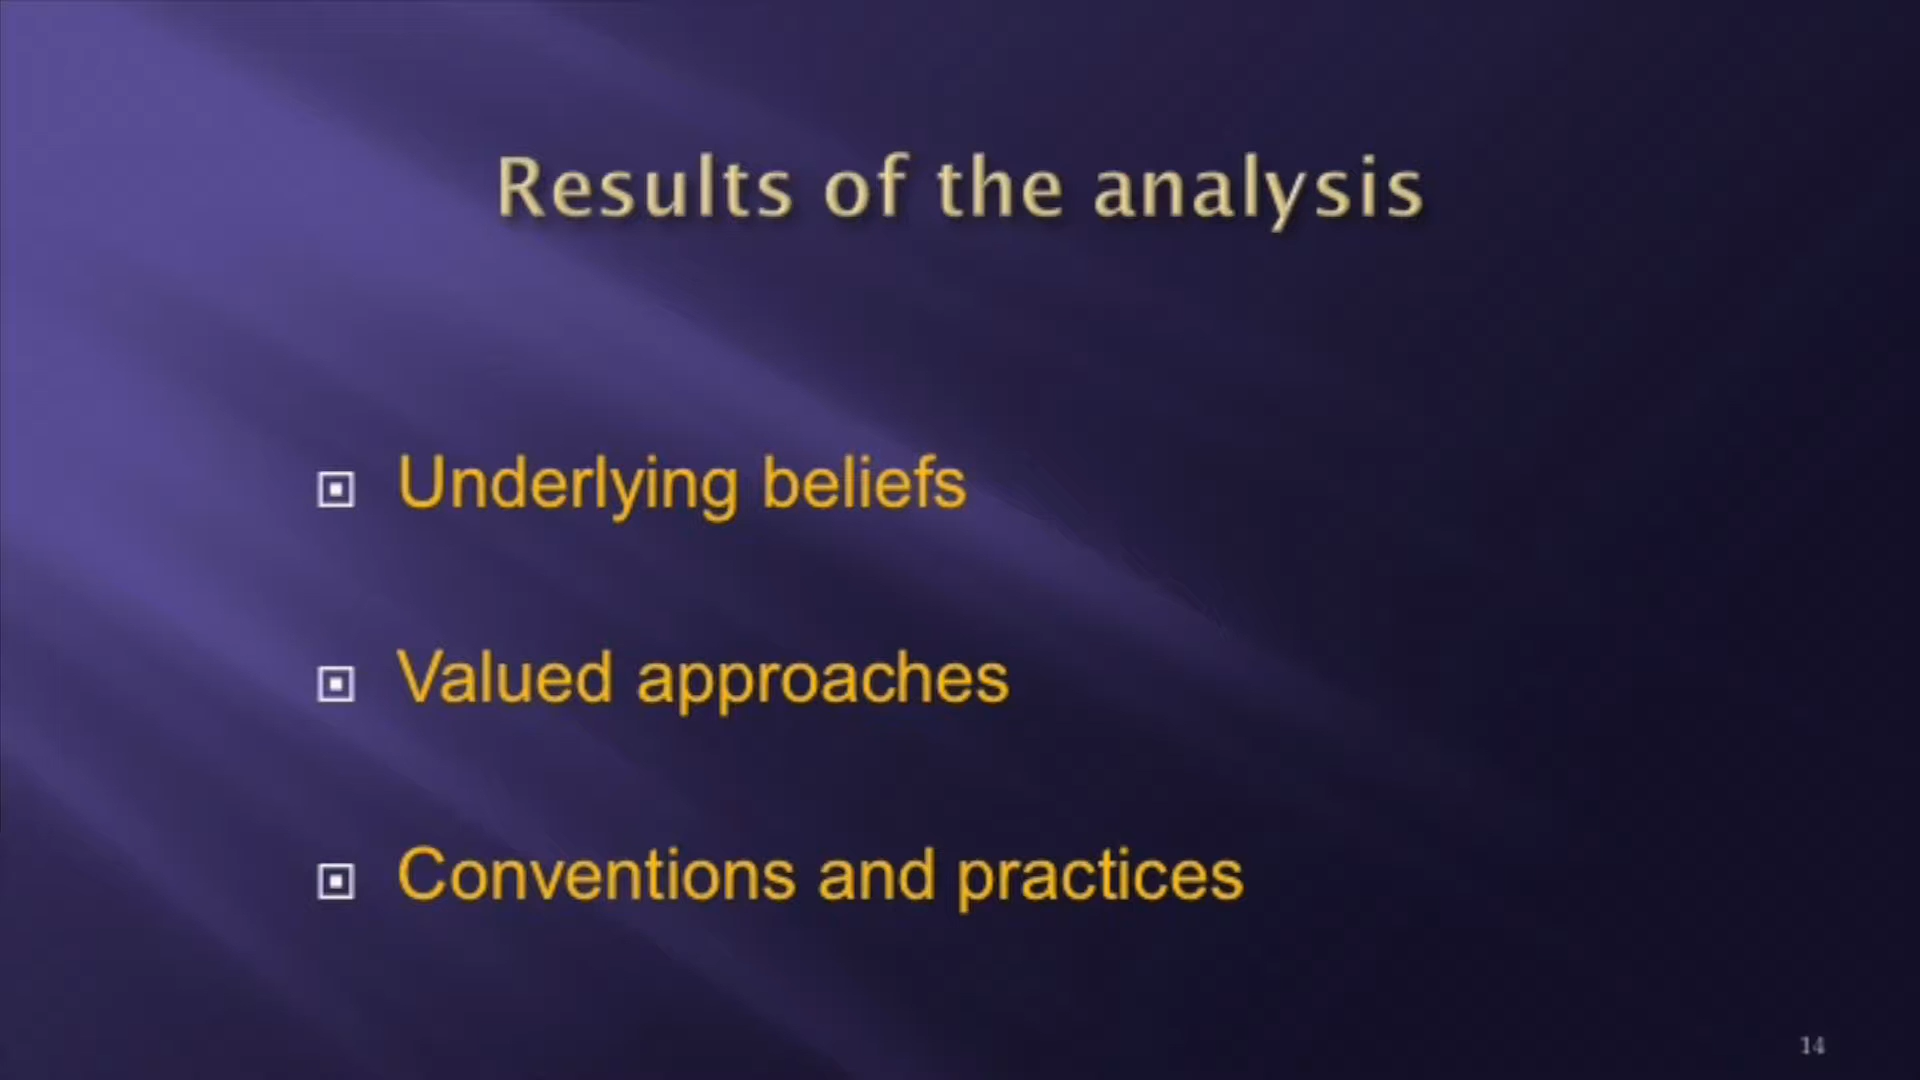 Results of the analysis
Underlying beliefs
Valued approaches
Conventions and practices
14